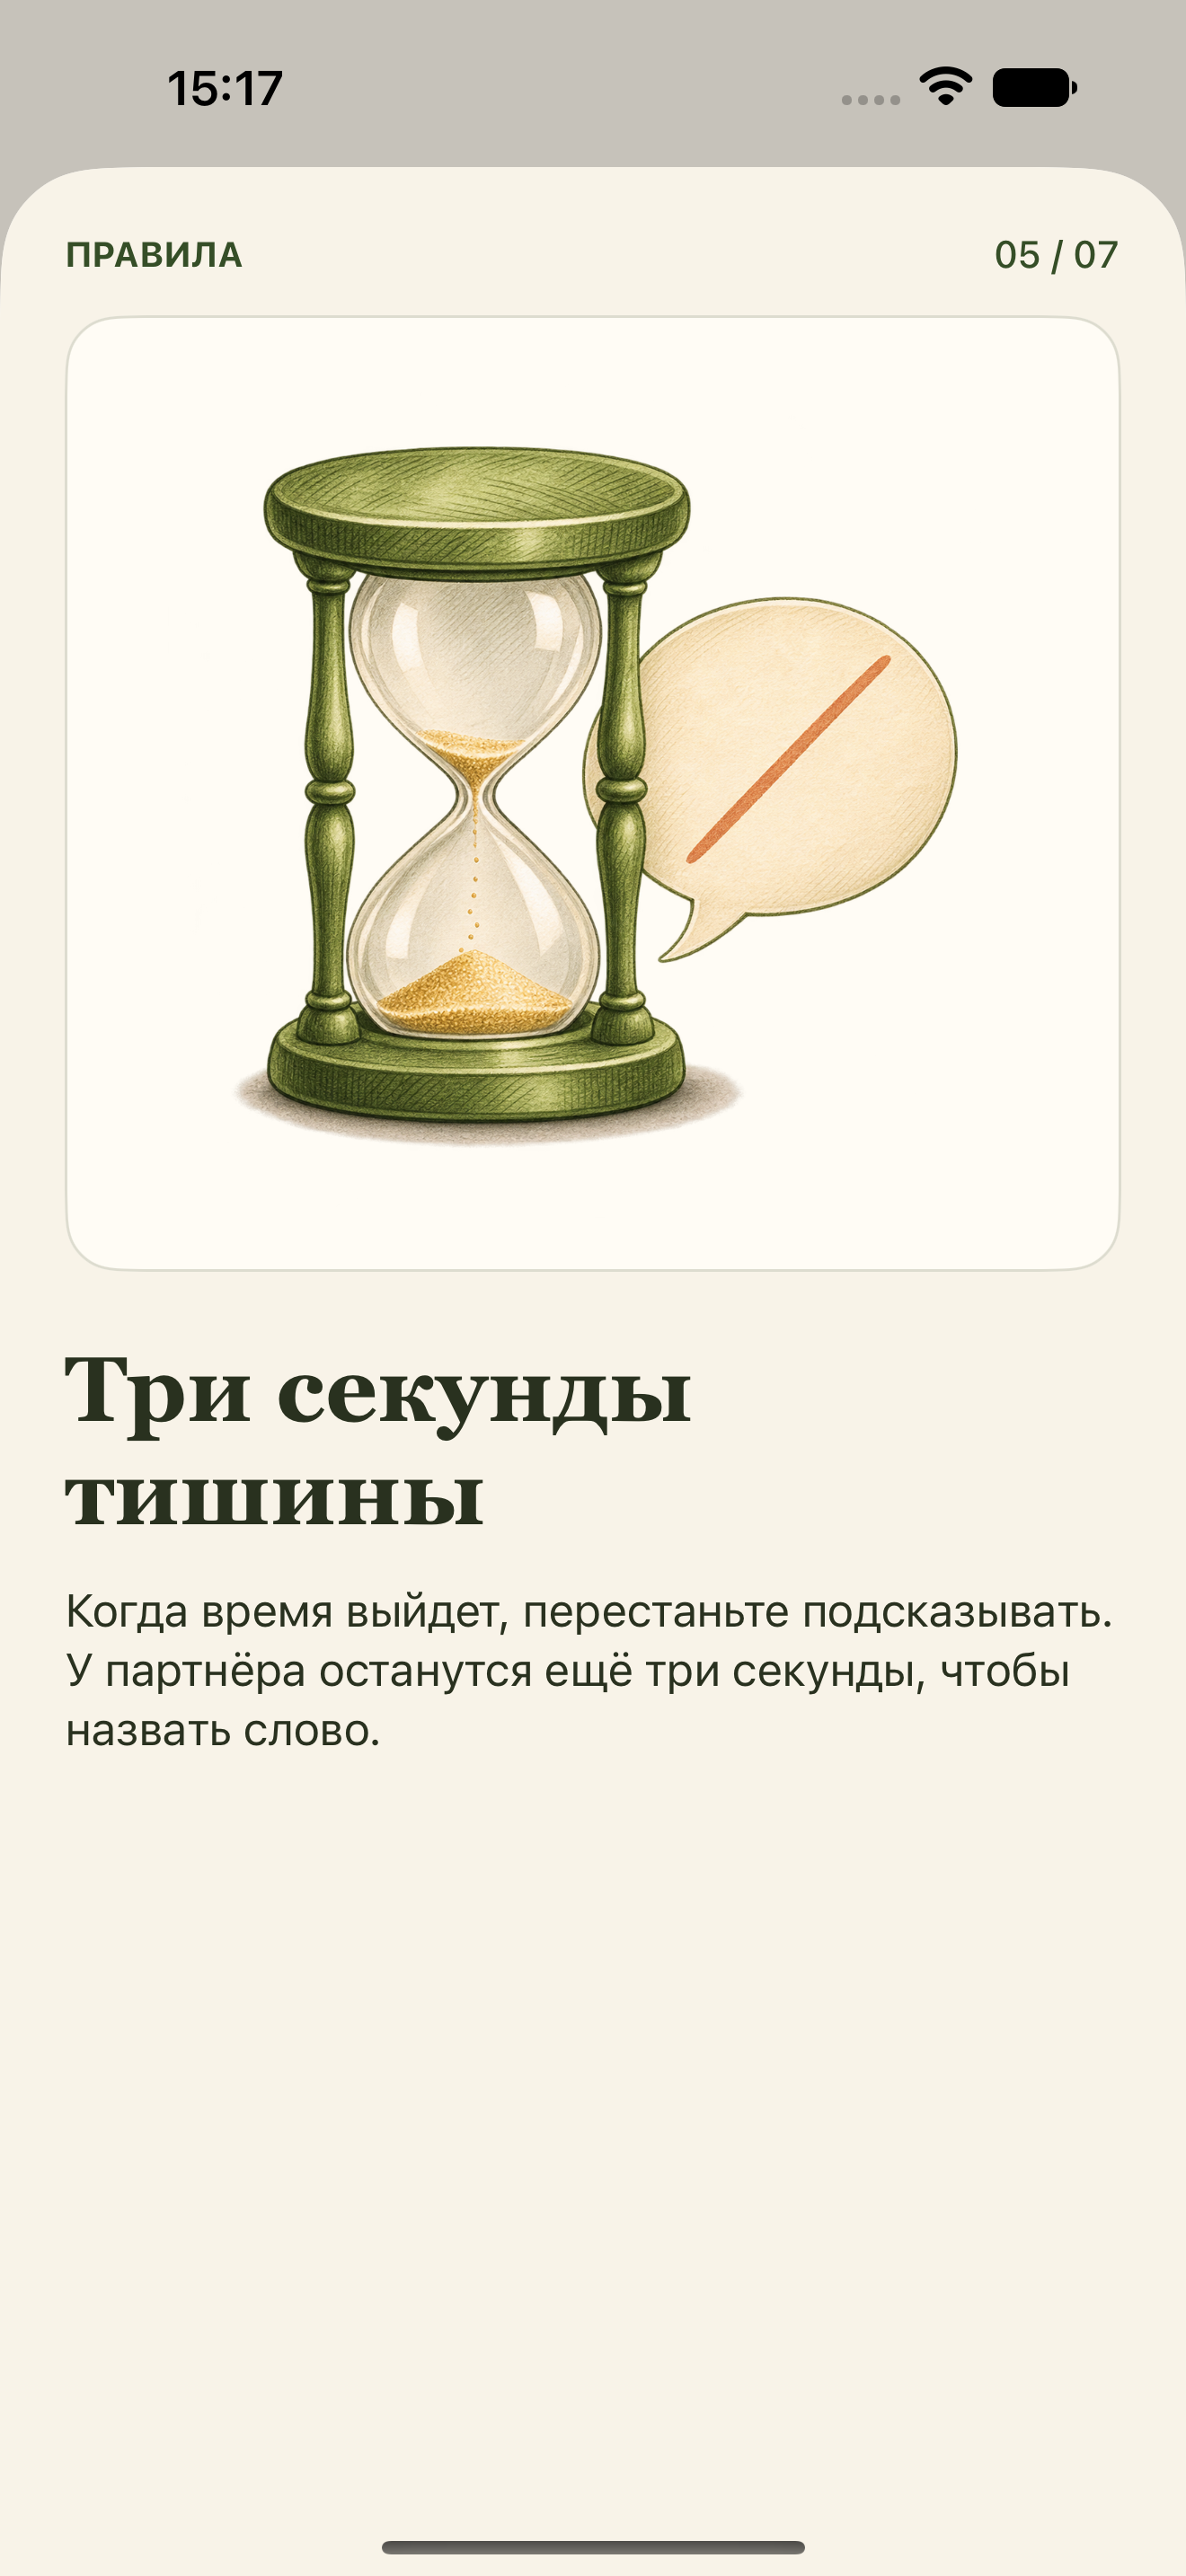 15:17
ПРАВИЛА
05 / 07
Три секунды
тишины
Когда время выйдет, перестаньте подсказывать.
У партнёра останутся ещё три секунды, чтобы
назвать слово.